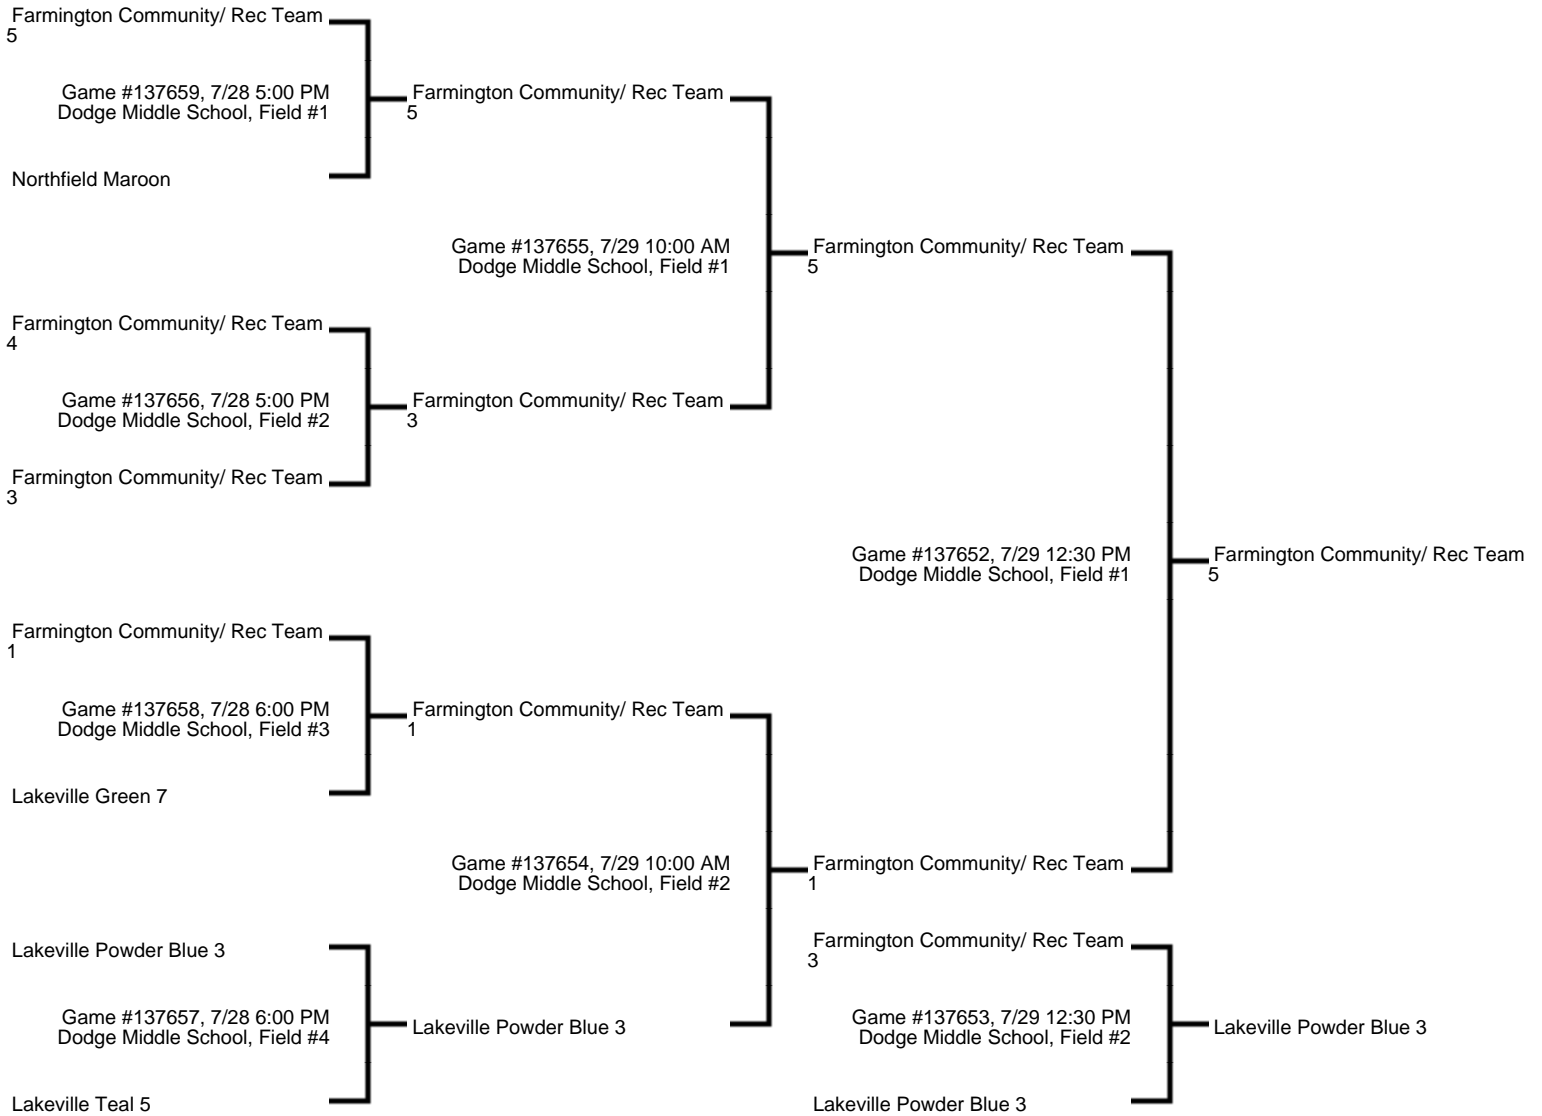 Farmington Community/ Rec Team
5
Game #137659, 7/28 5:00 PM
Dodge Middle School, Field #1
Northfield Maroon
Farmington Community/ Rec Team
5
Game #137655, 7/29 10:00 AM
Dodge Middle School, Field #1
Farmington Community/ Rec Team
4
Game #137656, 7/28 5:00 PM
Dodge Middle School, Field #2
Farmington Community/ Rec Team
3
Farmington Community/ Rec Team
3
Farmington Community/ Rec Team
5
Game #137652, 7/29 12:30 PM
Dodge Middle School, Field #1
Farmington Community/ Rec Team
5
Farmington Community/ Rec Team
1
Game #137658, 7/28 6:00 PM
Dodge Middle School, Field #3
Lakeville Green 7
Farmington Community/ Rec Team
1
Game #137654, 7/29 10:00 AM
Dodge Middle School, Field #2
Farmington Community/ Rec Team
1
Lakeville Powder Blue 3
Game #137657, 7/28 6:00 PM
Dodge Middle School, Field #4
Lakeville Teal 5
Lakeville Powder Blue 3
Farmington Community/ Rec Team
3
Game #137653, 7/29 12:30 PM
Dodge Middle School, Field #2
Lakeville Powder Blue 3
Lakeville Powder Blue 3